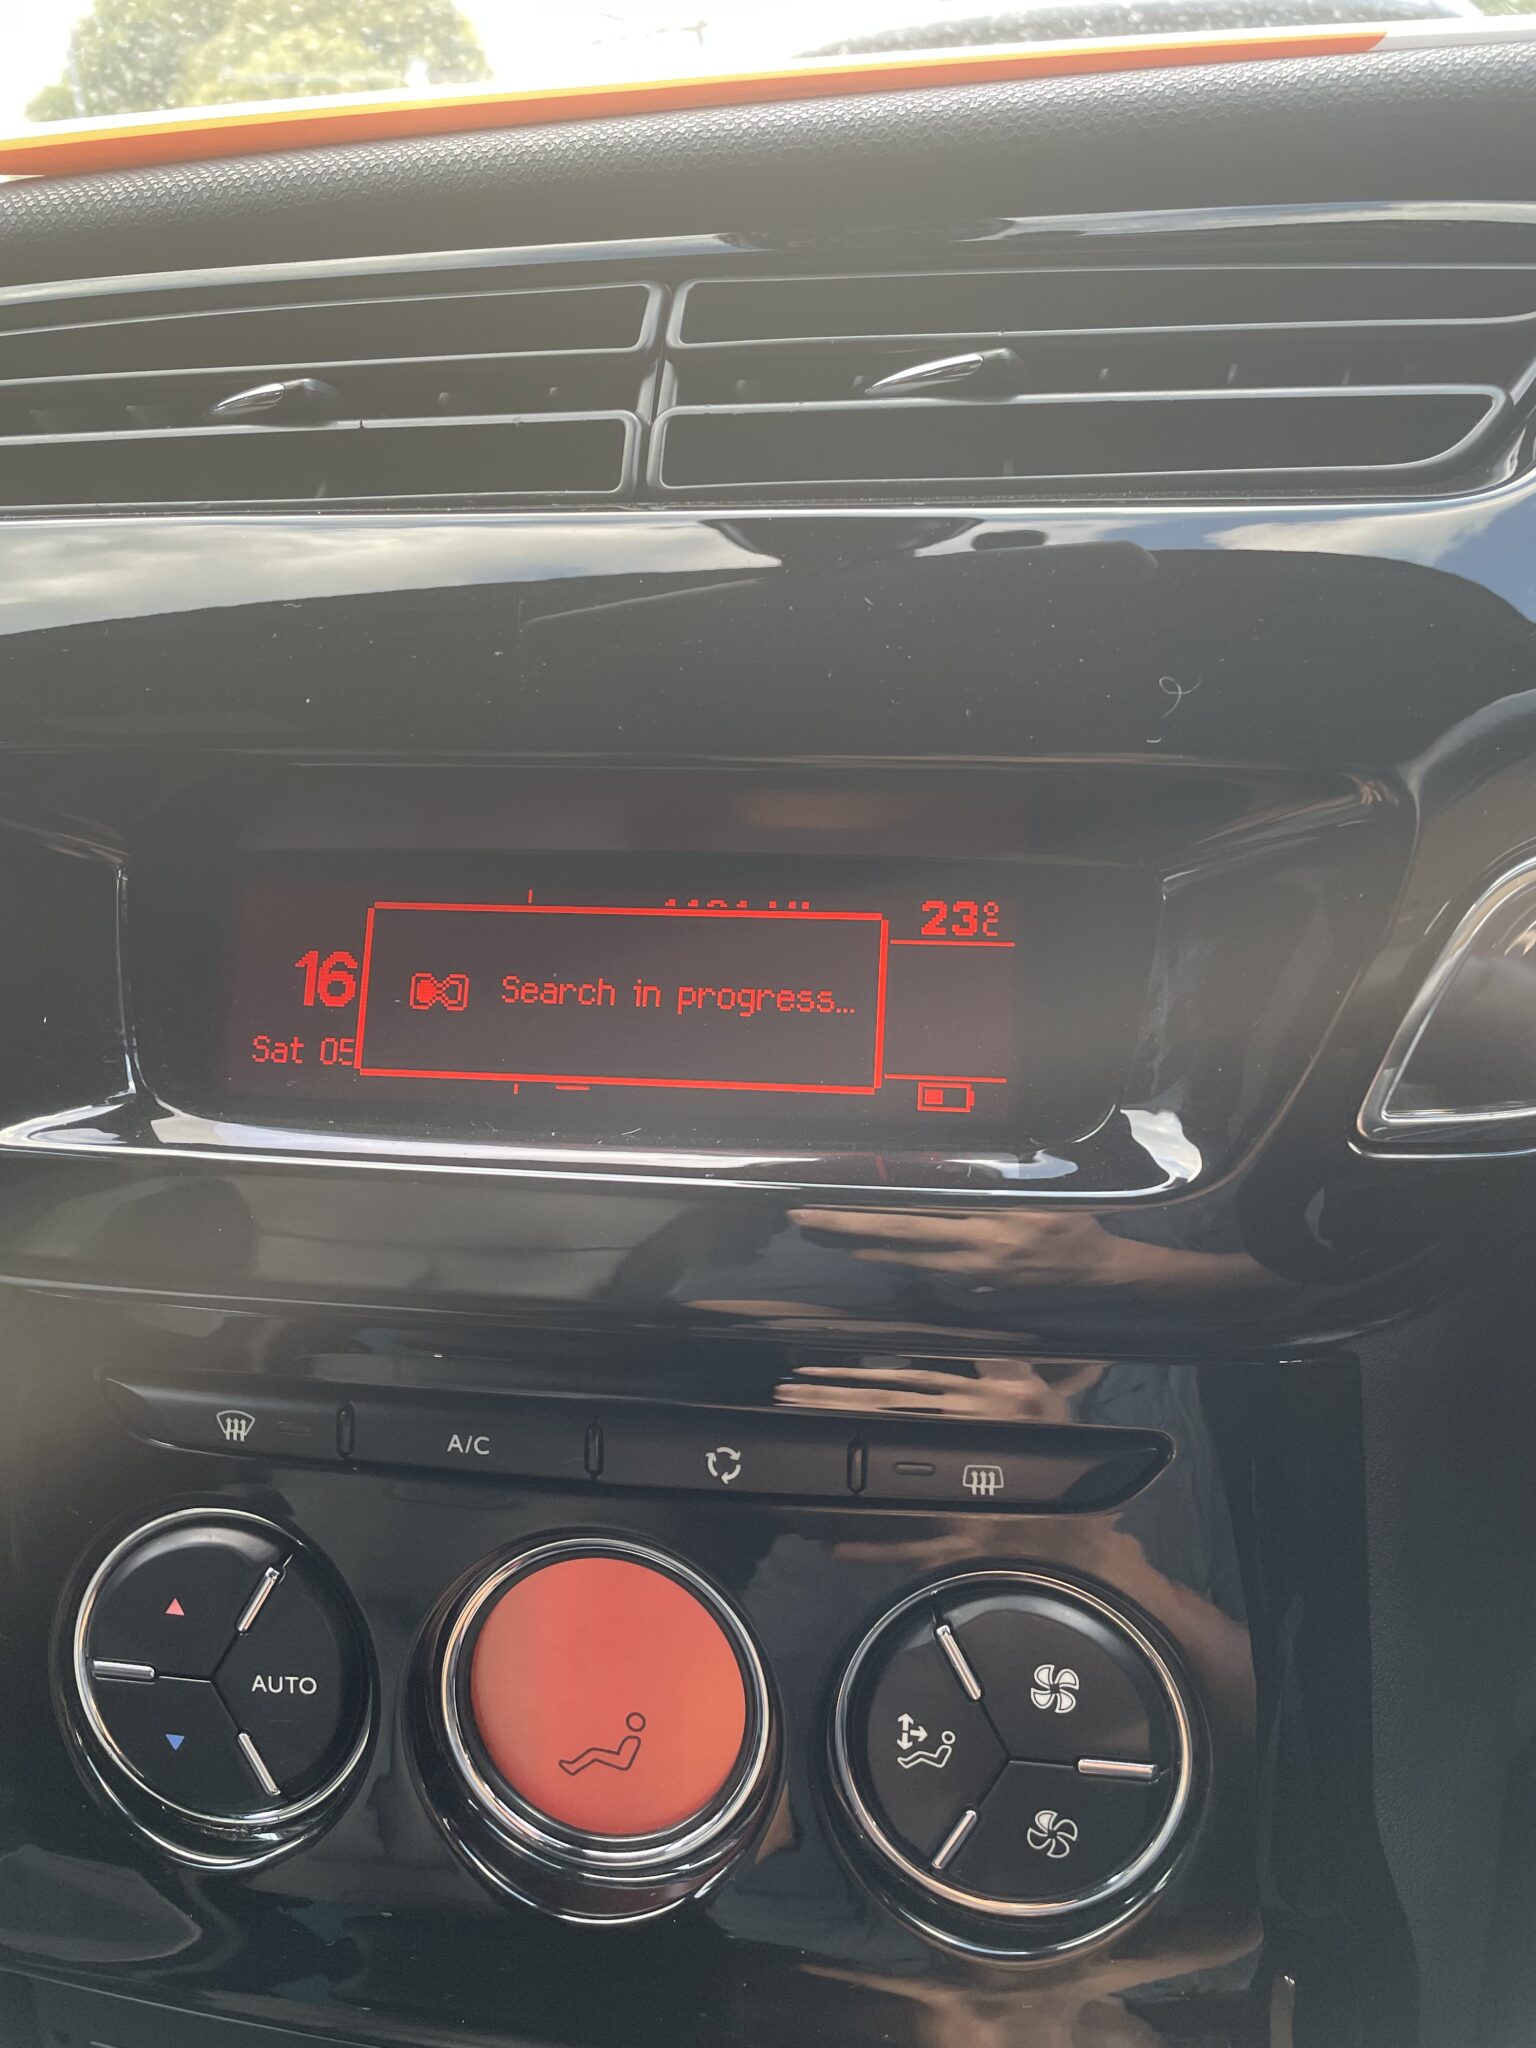 23°C
16
Search in progress...
Sat 05
A/C
AUTO